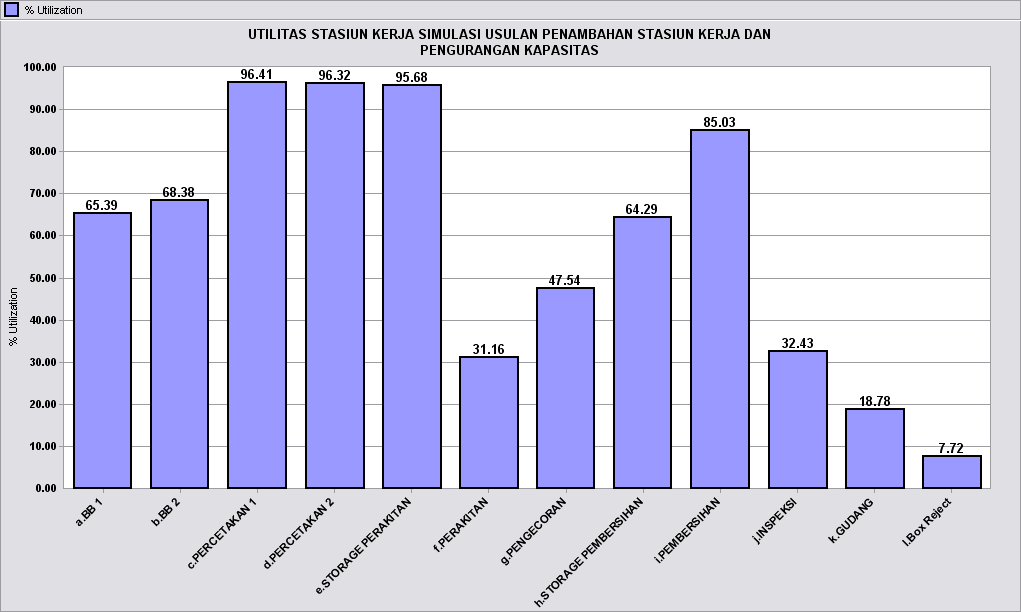 % Utilization
UTILITAS STASIUN KERJA SIMULASI USULAN PENAMBAHAN STASIUN KERJA DAN
PENGURANGAN KAPASITAS
% Utilization
100.00
90.00
80.00
70.00
60.00
50.00
40.00
30.00
20.00
10.00
0.00
65.39
68.38
96.41
96.32
95.68
31.16
47.54
64.29
85.03
32.43
18.78
7.72
a.BB 1
b.BB 2
c.PERCETAKAN 1
d.PERCETAKAN 2
e.STORAGE PERAKITAN
f.PERAKITAN
g.PENGECORAN
h.STORAGE PEMBERSIHAN
i.PEMBERSIHAN
j.INSPEKSI
k.GUDANG
l.Box Reject